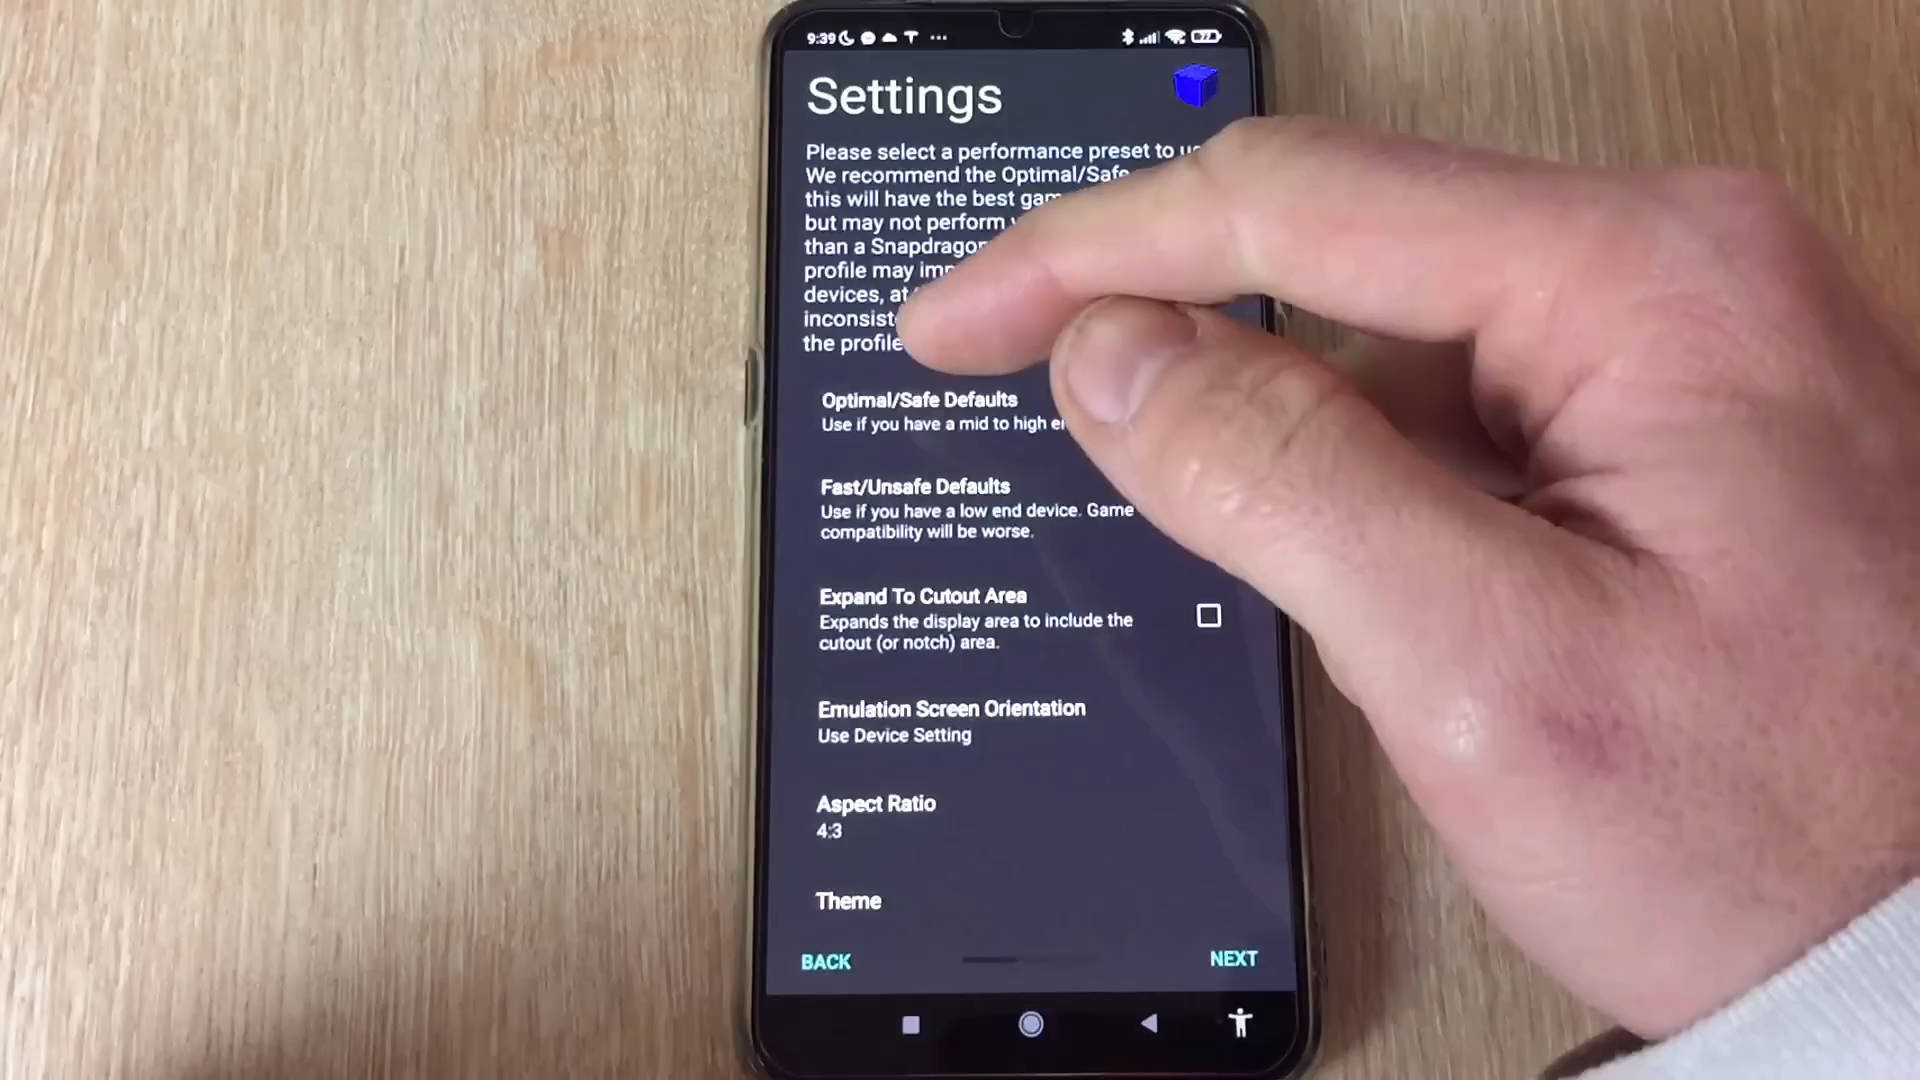 9:39
22
Settings
Please select a performance preset to
We recommend the Optimal/Safe
this will have the best
but may not perform
than a Snapdragon
profile may
devices,
the profile
Optimal/Safe Defaults
Use if you have a mid to high
Fast/Unsafe Defaults
Use if you have a low end device. Game
compatibility will be worse.
Expand To Cutout Area
Expands the display area to include the
cutout (or notch) area.
Emulation Screen Orientation
Use Device Setting
Aspect Ratio
4:3
Theme
BACK
NEXT